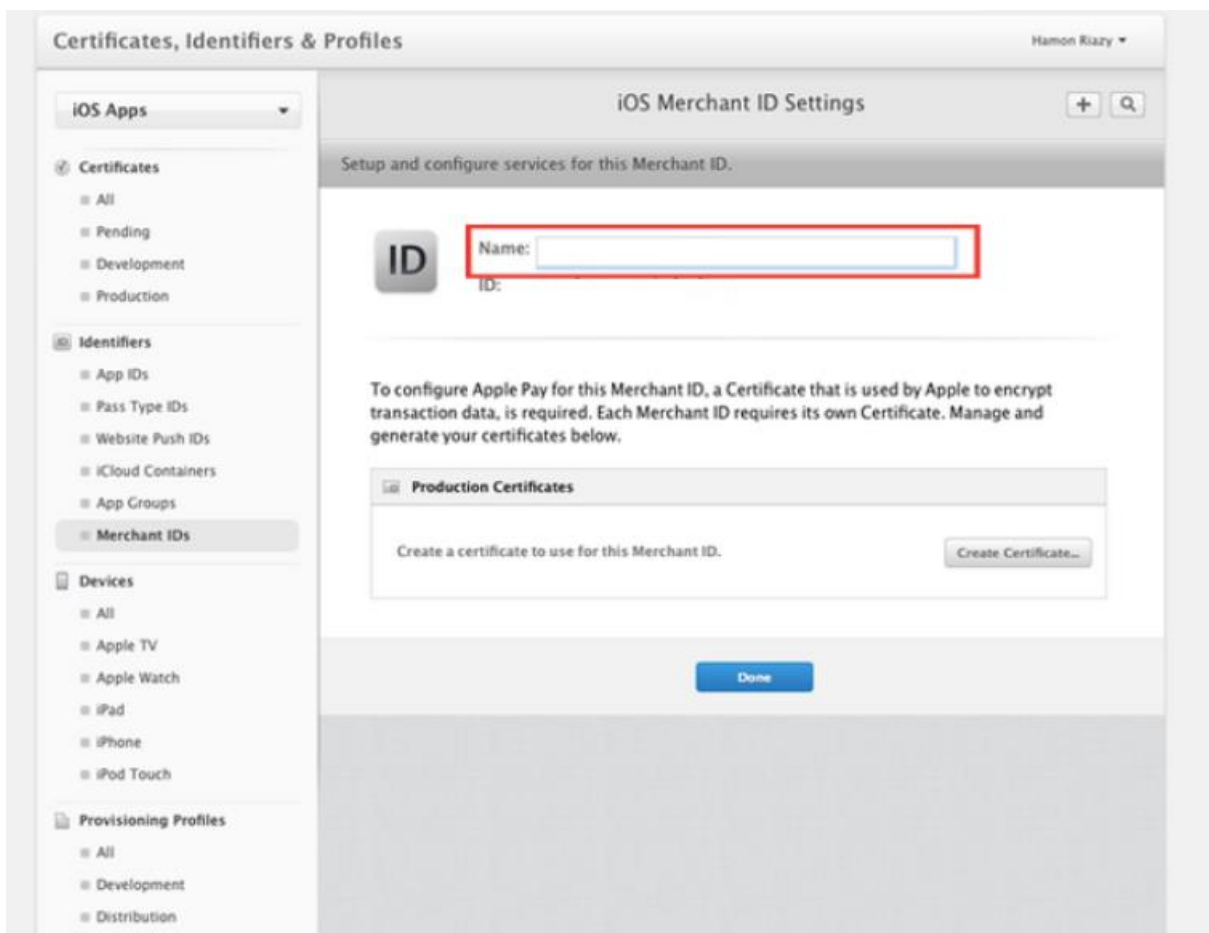 Certificates, Identifiers & Profiles
Hamon Riazy
iOS Apps
iOS Merchant ID Settings
Setup and configure services for this Merchant ID.
Certificates
All
Pending
Development
Production
Identifiers
App IDs
Pass Type IDs
Website Push IDs
iCloud Containers
App Groups
Merchant IDs
Devices
All
Apple TV
Apple Watch
iPad
iPhone
iPod Touch
Provisioning Profiles
All
Development
Distribution
ID
Name:
ID:
To configure Apple Pay for this Merchant ID, a Certificate that is used by Apple to encrypt
transaction data, is required. Each Merchant ID requires its own Certificate. Manage and
generate your certificates below.
Production Certificates
Create a certificate to use for this Merchant ID.
Create Certificate...
Done